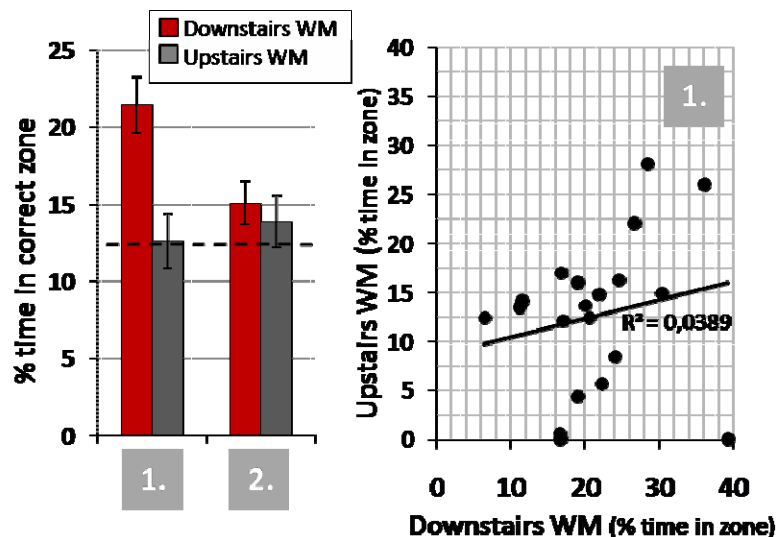 Downstairs WM
Upstairs WM
% time in correct zone
25
20
15
10
5
0
1.
2.
Upstairs WM (% time in zone)
40
35
30
25
20
15
10
5
0
1.
R² = 0,0389
0 10 20 30 40
Downstairs WM (% time in zone)